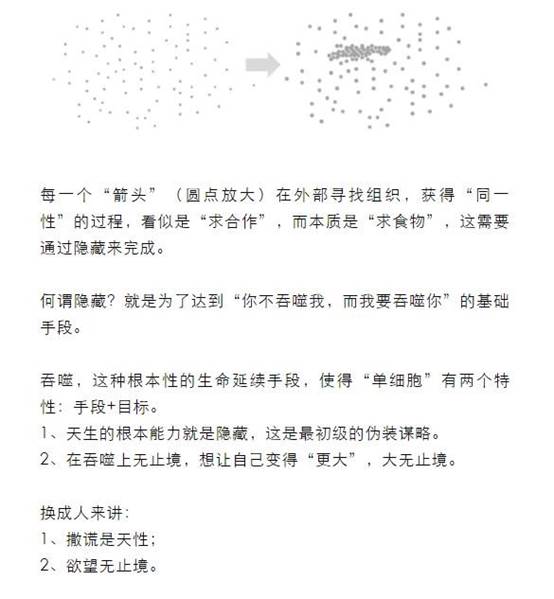 每一个“箭头”（圆点放大）在外部寻找组织，获得“同一
性”的过程，看似是“求合作”，而本质是“求食物”，这需要
通过隐藏来完成。
何谓隐藏？就是为了达到“你不吞噬我，而我要吞噬你”的基础
手段。
吞噬，这种根本性的生命延续手段，使得“单细胞”有两个特
性：手段+目标。
1、天生的根本能力就是隐藏，这是最初级的伪装谋略。
2、在吞噬上无止境，想让自己变得“更大”，大无止境。
换成人来讲：
1、撒谎是天性；
2、欲望无止境。